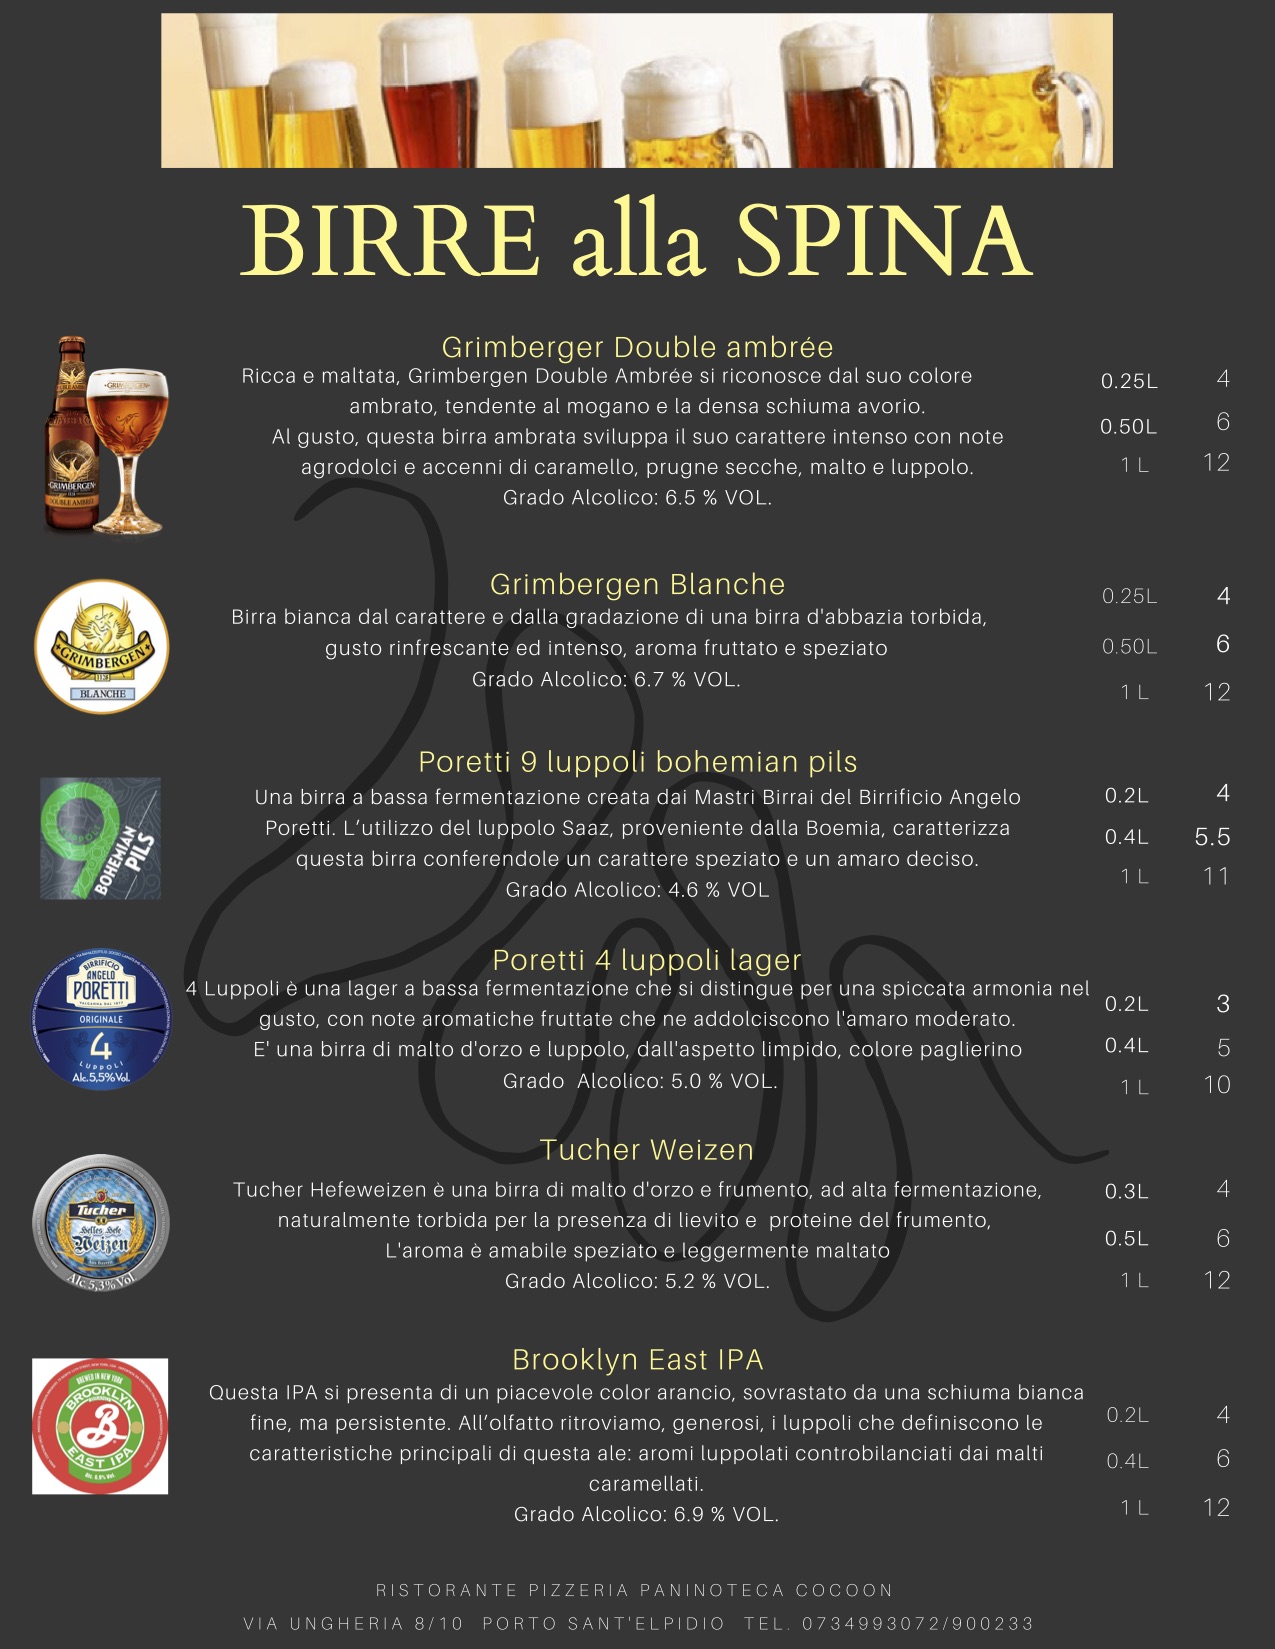 BIRRE alla SPINA
Grimberger Double ambrée
Ricca e maltata, Grimbergen Double Ambrée si riconosce dal suo colore
ambrato, tendente al mogano e la densa schiuma avorio.
Al gusto, questa birra ambrata sviluppa il suo carattere intenso con note
agrodolci e accenni di caramello, prugne secche, malto e luppolo.
Grado Alcolico: 6.5 % VOL.
0.25L 4
0.50L 6
1 L 12
GRIMBERGEN
DOUBLE AMBRÉE
Grimbergen Blanche
Birra bianca dal carattere e dalla gradazione di una birra d'abbazia torbida,
gusto rinfrescante ed intenso, aroma fruttato e speziato
Grado Alcolico: 6.7 % VOL.
0.25L 4
0.50L 6
1 L 12
GRIMBERGEN
1128
BLANCHE
Poretti 9 luppoli bohemian pils
Una birra a bassa fermentazione creata dai Mastri Birrai del Birrificio Angelo
Poretti. L’utilizzo del luppolo Saaz, proveniente dalla Boemia, caratterizza
questa birra conferendole un carattere speziato e un amaro deciso.
Grado Alcolico: 4.6 % VOL
0.2L 4
0.4L 5.5
1 L 11
9
LUPPOLI
BOHEMIAN
PILS
Poretti 4 luppoli lager
4 Luppoli è una lager a bassa fermentazione che si distingue per una spiccata armonia nel
gusto, con note aromatiche fruttate che ne addolciscono l'amaro moderato.
E' una birra di malto d'orzo e luppolo, dall'aspetto limpido, colore paglierino
Grado  Alcolico: 5.0 % VOL.
0.2L 3
0.4L 5
1 L 10
BIRRIFICIO
ANGELO
PORETTI
ORIGINALE
4
LUPPOLI
Alc.5,5%Vol.
Tucher Weizen
Tucher Hefeweizen è una birra di malto d'orzo e frumento, ad alta fermentazione,
naturalmente torbida per la presenza di lievito e  proteine del frumento,
L'aroma è amabile speziato e leggermente maltato
Grado Alcolico: 5.2 % VOL.
0.3L 4
0.5L 6
1 L 12
Tucher
Helles Hefe
Weizen
Alc 5,3% Vol
Brooklyn East IPA
Questa IPA si presenta di un piacevole color arancio, sovrastato da una schiuma bianca
fine, ma persistente. All’olfatto ritroviamo, generosi, i luppoli che definiscono le
caratteristiche principali di questa ale: aromi luppolati controbilanciati dai malti
caramellati.
Grado Alcolico: 6.9 % VOL.
0.2L 4
0.4L 6
1 L 12
BREWED IN NEW YORK
BROOKLYN
B
EAST IPA
Alc. 6.9% Vol.
RISTORANTE PIZZERIA PANINOTECA COCOON
VIA UNGHERIA 8/10  PORTO SANT'ELPIDIO  TEL. 0734993072/900233